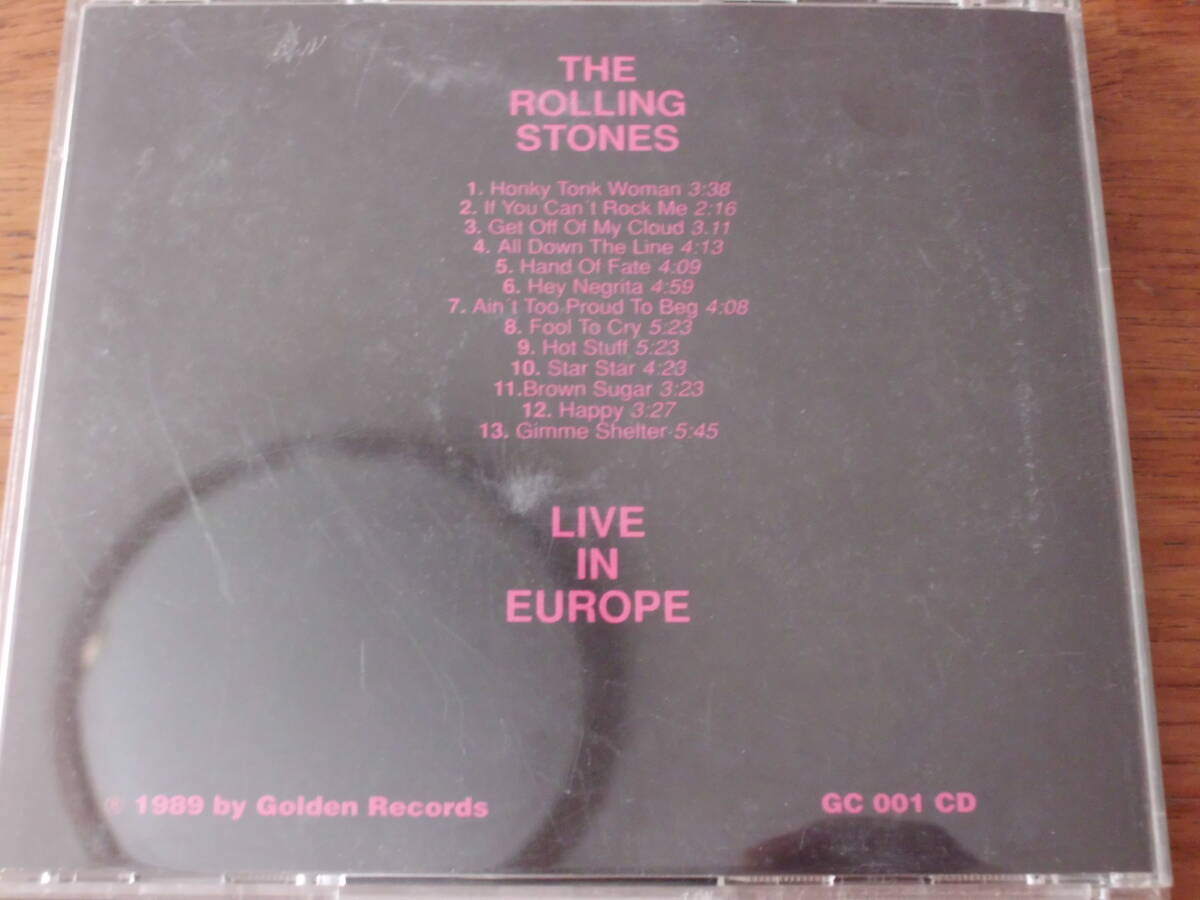 THE
ROLLING
STONES
1. Honky Tonk Woman 3:38
2. If You Can´t Rock Me 2:16
3. Get Off Of My Cloud 3.11
4. All Down The Line 4:13
5. Hand Of Fate 4:09
6. Hey Negrita 4:59
7. Ain´t Too Proud To Beg 4:08
8. Fool To Cry 5:23
9. Hot Stuff 5:23
10. Star Star 4:23
11.Brown Sugar 3:23
12. Happy 3:27
13. Gimme Shelter 5:45
LIVE
IN
EUROPE
℗ 1989 by Golden Records
GC 001 CD